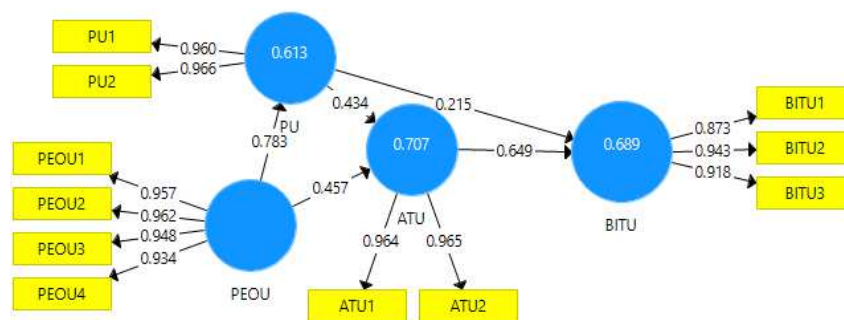 PU1
0.960
PU2
0.966
0.613
PU
0.434
0.215
0.783
PEOU1
PEOU2
PEOU3
PEOU4
0.957
0.962
0.948
0.934
PEOU
0.457
0.707
ATU
0.649
0.964
0.965
ATU1
ATU2
0.689
BITU
0.873
0.943
0.918
BITU1
BITU2
BITU3